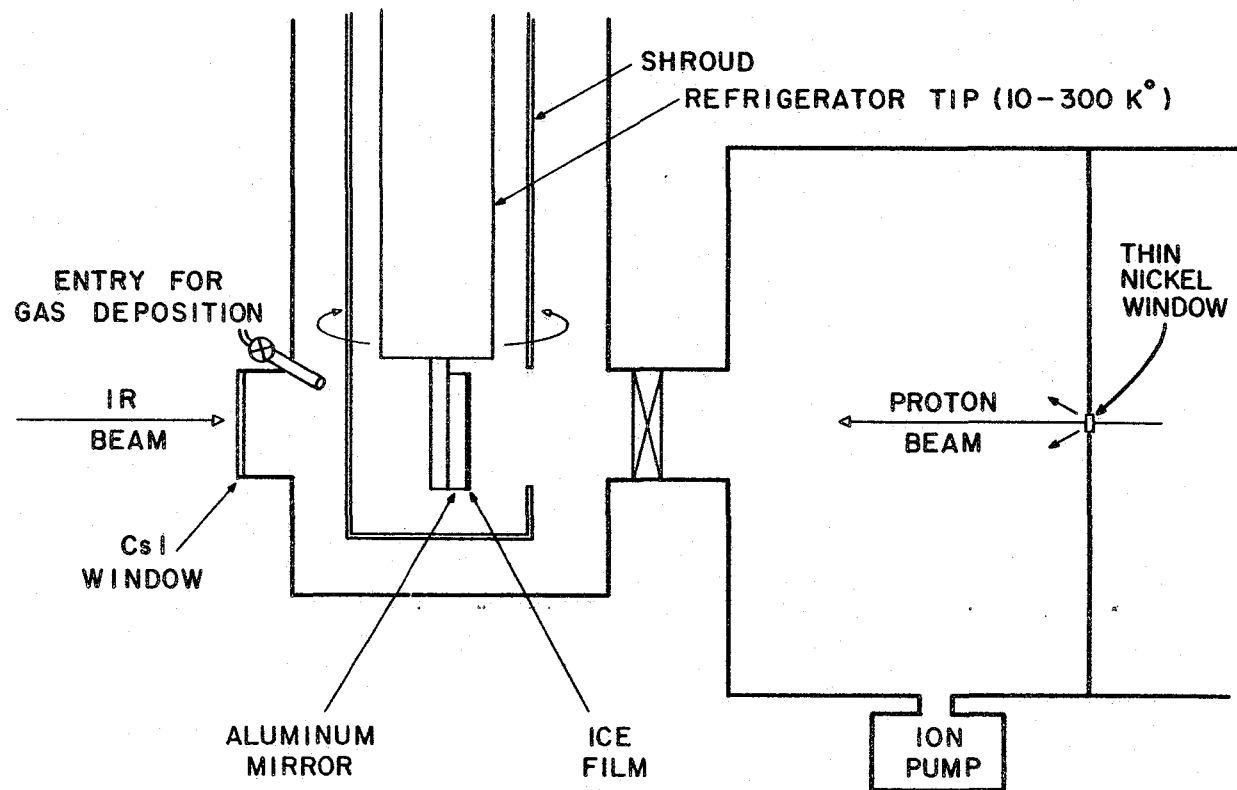 SHROUD
REFRIGERATOR TIP (10-300 K°)
THIN
NICKEL
WINDOW
ENTRY FOR
GAS DEPOSITION
IR
BEAM
PROTON
BEAM
CsI
WINDOW
ALUMINUM
MIRROR
ICE
FILM
ION
PUMP